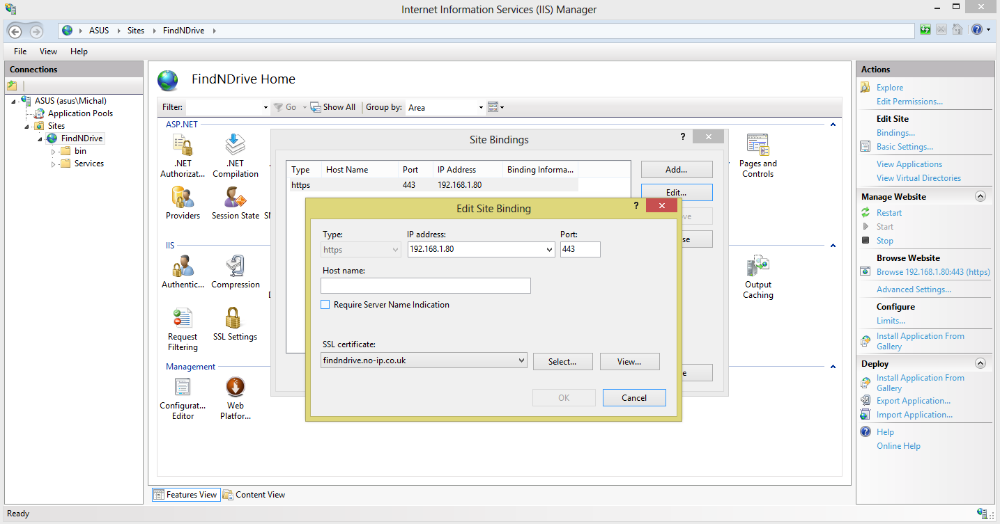 Internet Information Services (IIS) Manager
ASUS Sites FindNDrive
File View Help
Connections
ASUS (asus\Michal)
Application Pools
Sites
FindNDrive
bin
Services
FindNDrive Home
Filter: Go Show All Group by: Area
ASP.NET
.NET Authorizat...
.NET Compilation
Pages and Controls
Providers
Session State
SM
IIS
Authentic...
Compression
Output Caching
Request Filtering
SSL Settings
Management
Configurat... Editor
Web Platfor...
Site Bindings
?
Type Host Name Port IP Address Binding Informa...
https 443 192.168.1.80
Add...
Edit...
ve
se
e
Edit Site Binding
?
Type: IP address: Port:
https 192.168.1.80 443
Host name:
Require Server Name Indication
SSL certificate:
findndrive.no-ip.co.uk Select... View...
OK Cancel
Features View Content View
Actions
Explore
Edit Permissions...
Edit Site
Bindings...
Basic Settings...
View Applications
View Virtual Directories
Manage Website
Restart
Start
Stop
Browse Website
Browse 192.168.1.80:443 (https)
Advanced Settings...
Configure
Limits...
Install Application From
Gallery
Deploy
Install Application From
Gallery
Export Application...
Import Application...
Help
Online Help
Ready